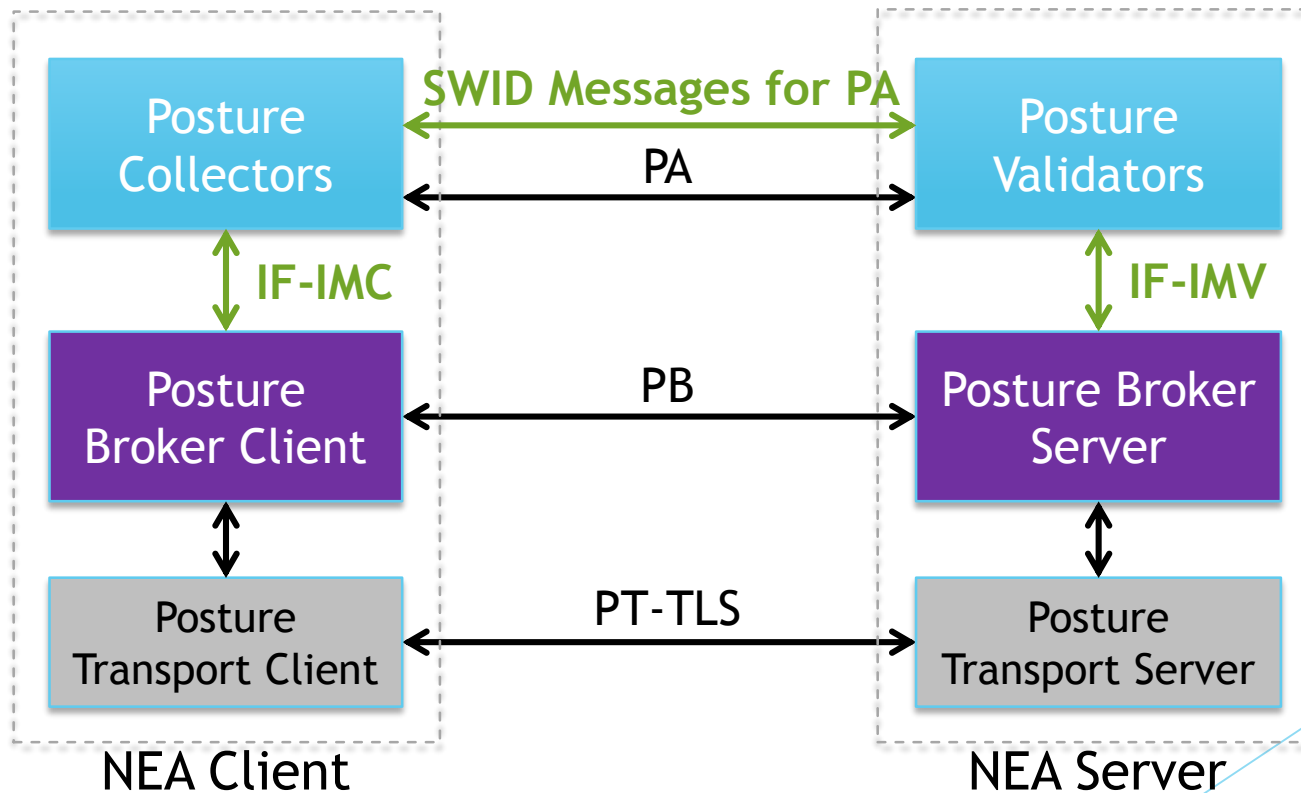 SWID Messages for PA
Posture
Collectors
Posture
Validators
PA
IF-IMC
IF-IMV
Posture
Broker Client
PB
Posture Broker
Server
Posture
Transport Client
PT-TLS
Posture
Transport Server
NEA Client
NEA Server